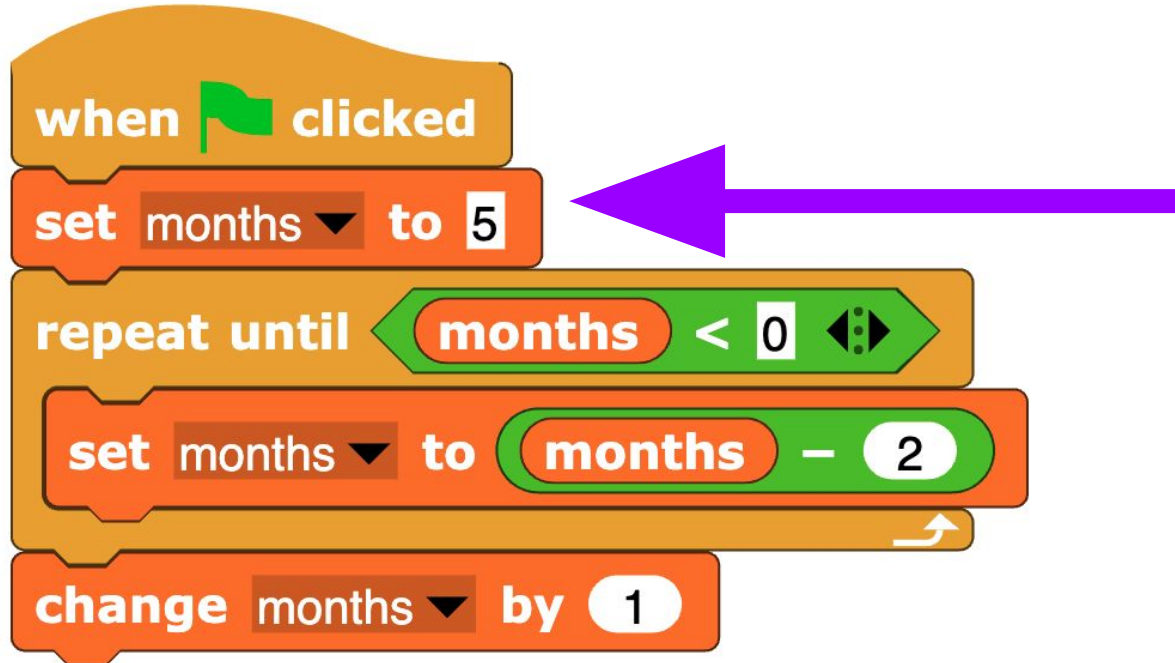 when clicked
set months to 5
repeat until months < 0
set months to months - 2
change months by 1